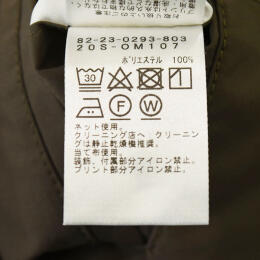 82-23-0293-803
20S-OM107
ポリエステル 100%
30
F W
ネット使用。
クリーニング店へ、クリーニン
グは静止乾燥機推奨。
当て布使用。
装飾、付属部分アイロン禁止。
プリント部分アイロン禁止。